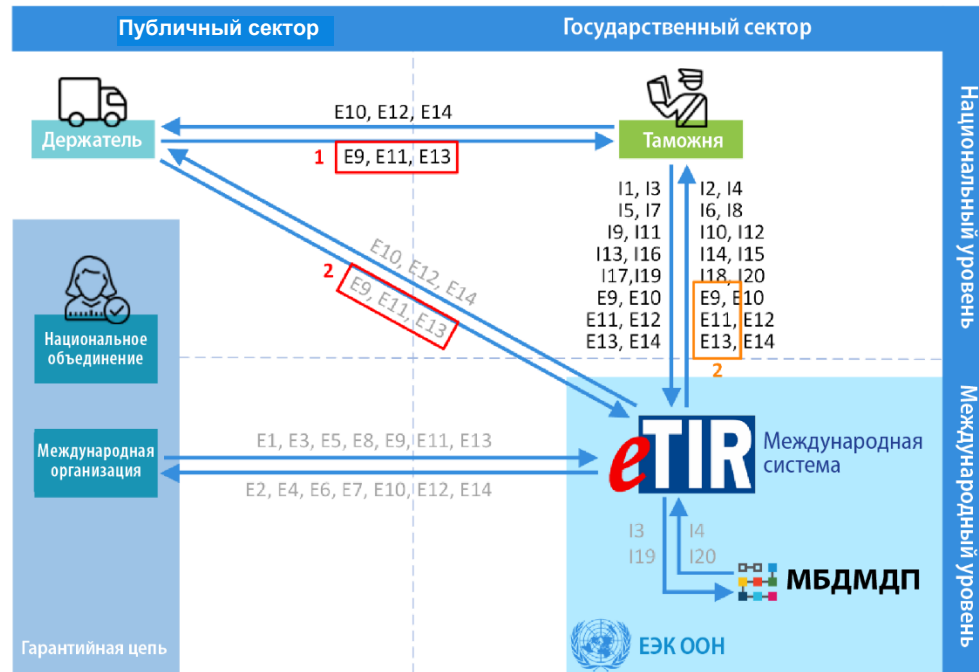 Публичный сектор
Государственный сектор
Национальный уровень
Международный уровень
Держатель
E10, E12, E14
1
E9, E11, E13
Таможня
I1, I3
I5, I7
I9, I11
I13, I16
I17, I19
E9, E10
E11, E12
E13, E14
I2, I4
I6, I8
I10, I12
I14, I15
I18, I20
E9, E10
E11, E12
E13, E14
2
E10, E12, E14
2
E9, E11, E13
Национальное
объединение
Международная
организация
E1, E3, E5, E8, E9, E11, E13
E2, E4, E6, E7, E10, E12, E14
eTIR
Международная
система
I3
I19
I4
I20
МБДМДП
ЕЭК ООН
Гарантийная цепь